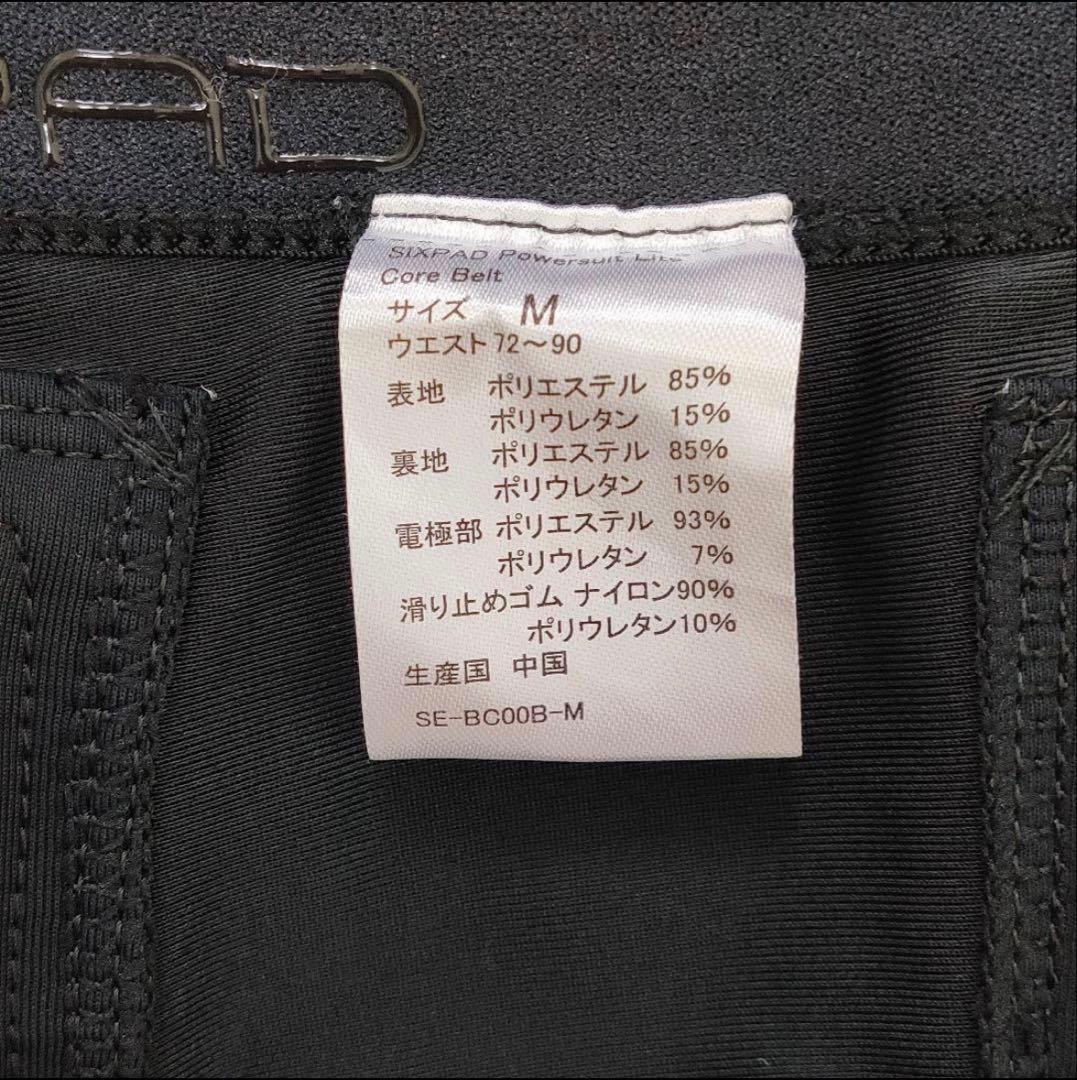 PAD
SIXPAD Powersuit Lite
Core Belt
サイズ M
ウエスト72〜90
表地 ポリエステル 85%
ポリウレタン 15%
裏地 ポリエステル 85%
ポリウレタン 15%
電極部 ポリエステル 93%
ポリウレタン 7%
滑り止めゴム ナイロン90%
ポリウレタン10%
生産国 中国
SE-BC00B-M